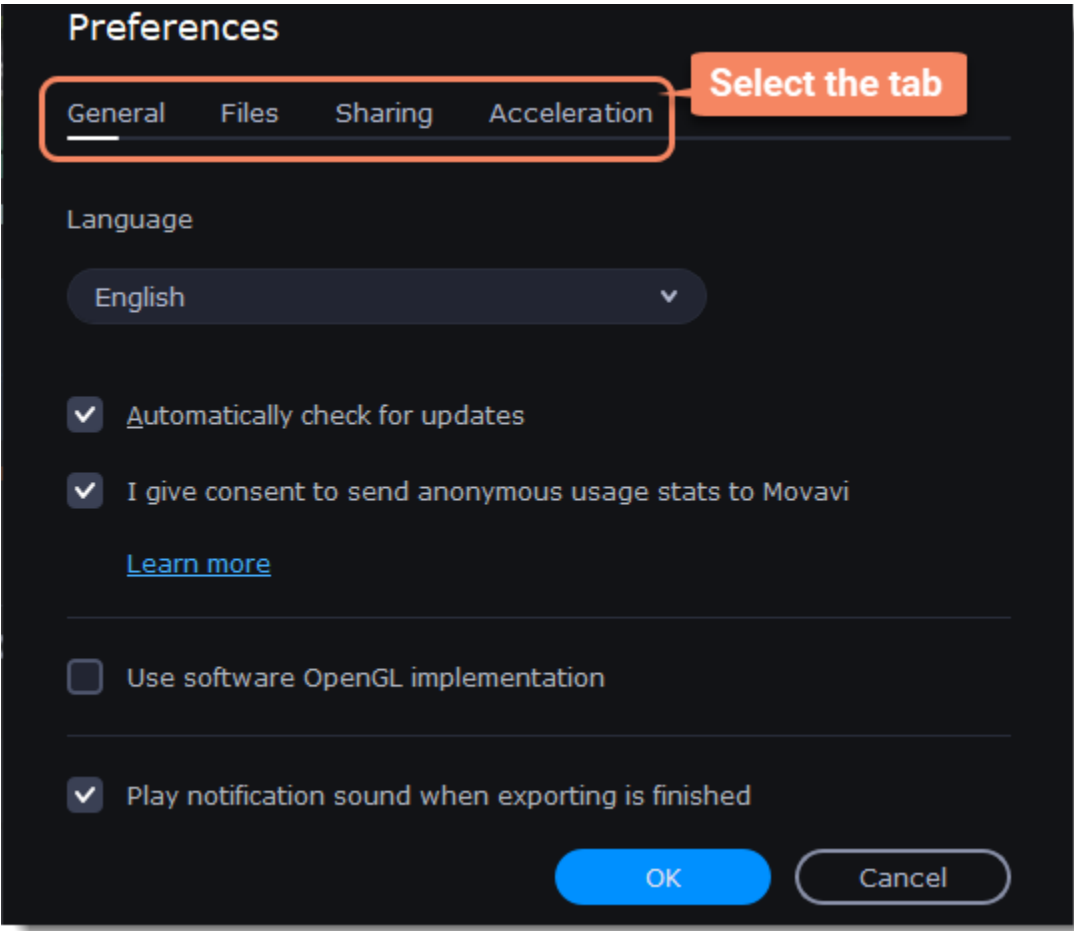 Preferences
Select the tab
General Files Sharing Acceleration
Language
English
Automatically check for updates
I give consent to send anonymous usage stats to Movavi
Learn more
Use software OpenGL implementation
Play notification sound when exporting is finished
OK Cancel